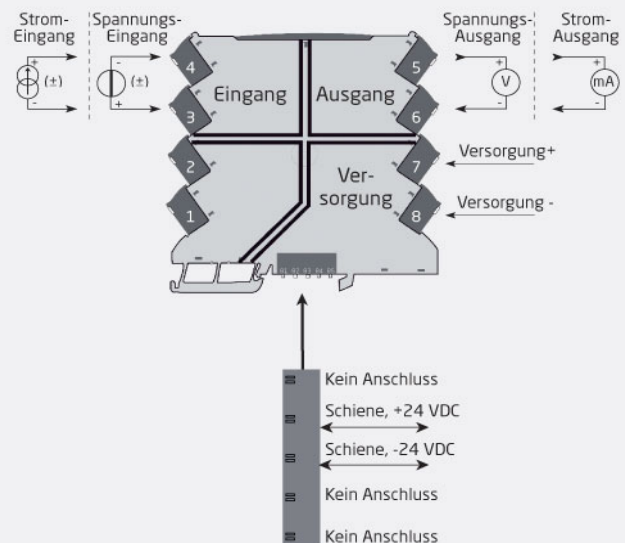 Strom-
Eingang
Spannungs-
Eingang
Spannungs-
Ausgang
Strom-
Ausgang
+
(±)
-
-
(±)
+
4
3
2
1
Eingang
Ausgang
Ver-
sorgung
5
6
7
8
+
V
-
+
mA
-
Versorgung+
Versorgung -
Kein Anschluss
Schiene, +24 VDC
Schiene, -24 VDC
Kein Anschluss
Kein Anschluss